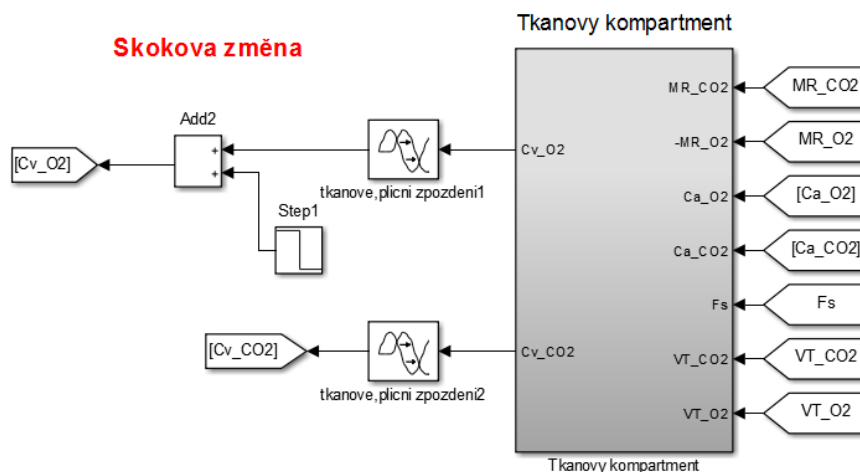 Tkanovy kompartment
Skokova změna
MR_CO2
MR_CO2
Add2
-MR_O2
MR_O2
[Cv_O2]
+
+
Cv_O2
tkanove,plicni zpozdeni1
Ca_O2
[Ca_O2]
Step1
Ca_CO2
[Ca_CO2]
Fs
Fs
[Cv_CO2]
Cv_CO2
VT_CO2
VT_CO2
tkanove,plicni zpozdeni2
VT_O2
VT_O2
Tkanovy kompartment